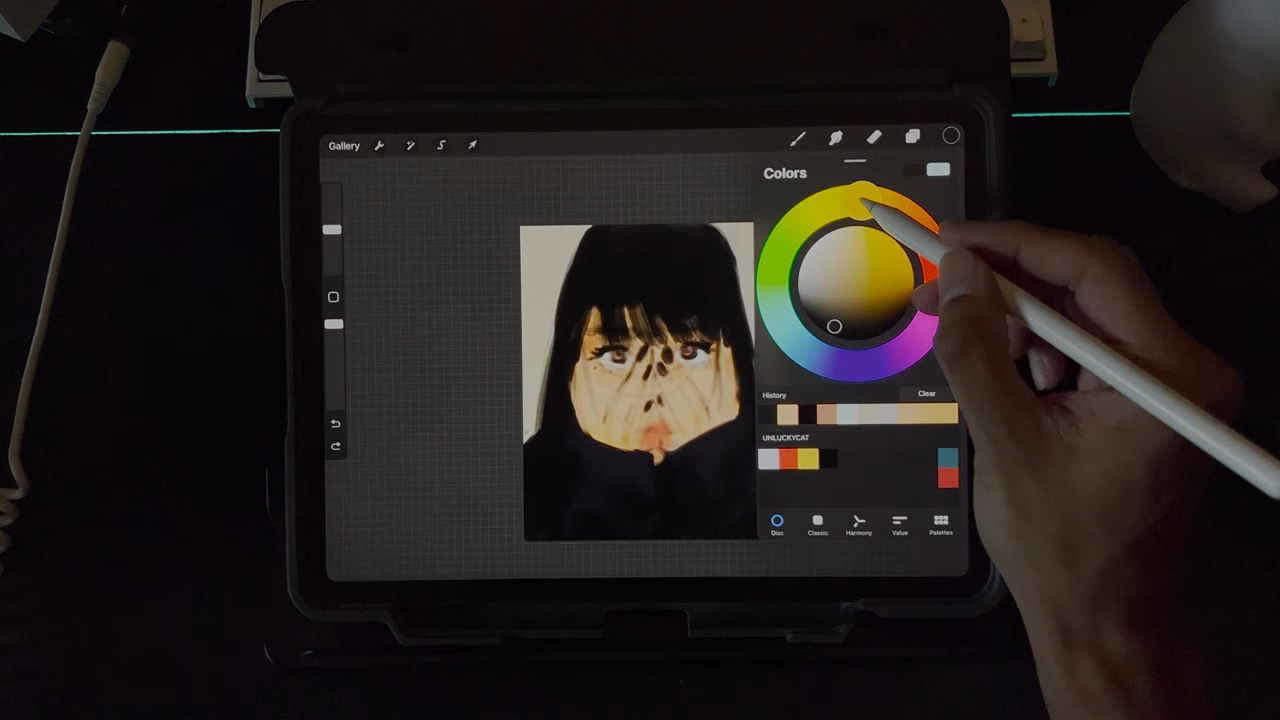 Gallery
Colors
History
Clear
UNLUCKYCAT
Disc
Classic
Harmony
Value
Palettes